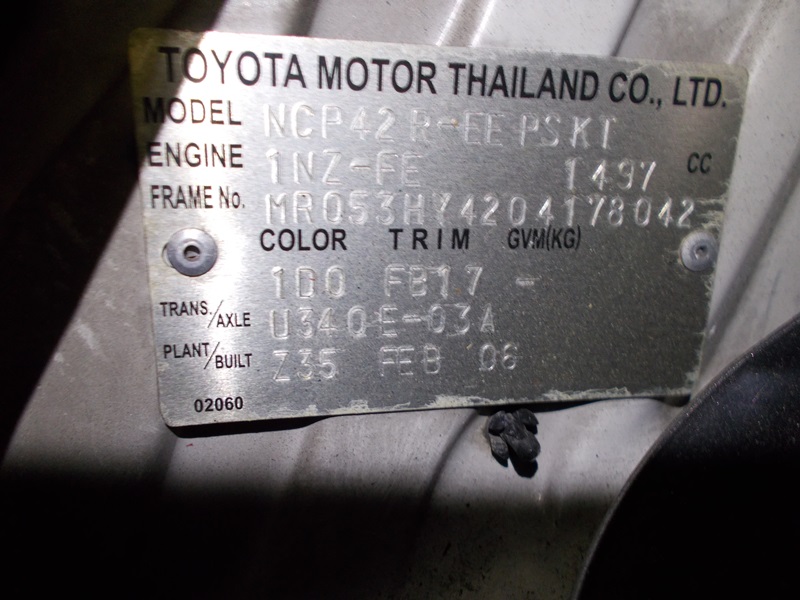 TOYOTA MOTOR THAILAND CO., LTD.
MODEL NCP42R-EEPSKT
ENGINE 1NZ-FE 1497 CC
FRAME No. MR053HY4204178042
COLOR TRIM GVM(KG)
1D0 FB17 -
TRANS./AXLE U340E-03A
PLANT/BUILT Z35 FEB 06
02060